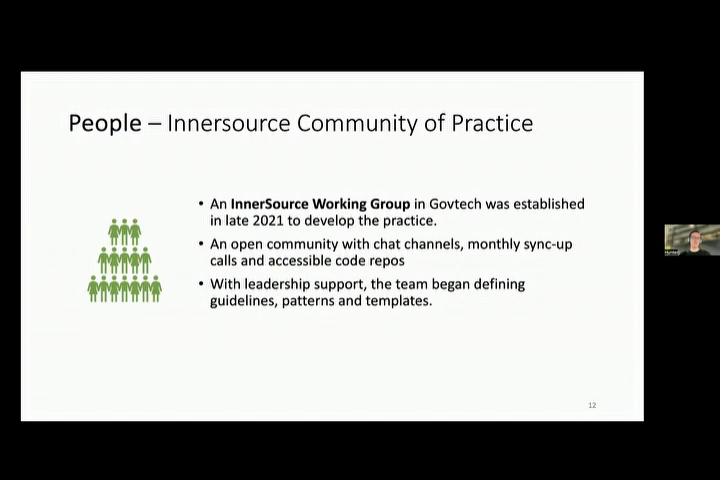 People – Innersource Community of Practice
• An InnerSource Working Group in Govtech was established
in late 2021 to develop the practice.
• An open community with chat channels, monthly sync-up
calls and accessible code repos
• With leadership support, the team began defining
guidelines, patterns and templates.
12